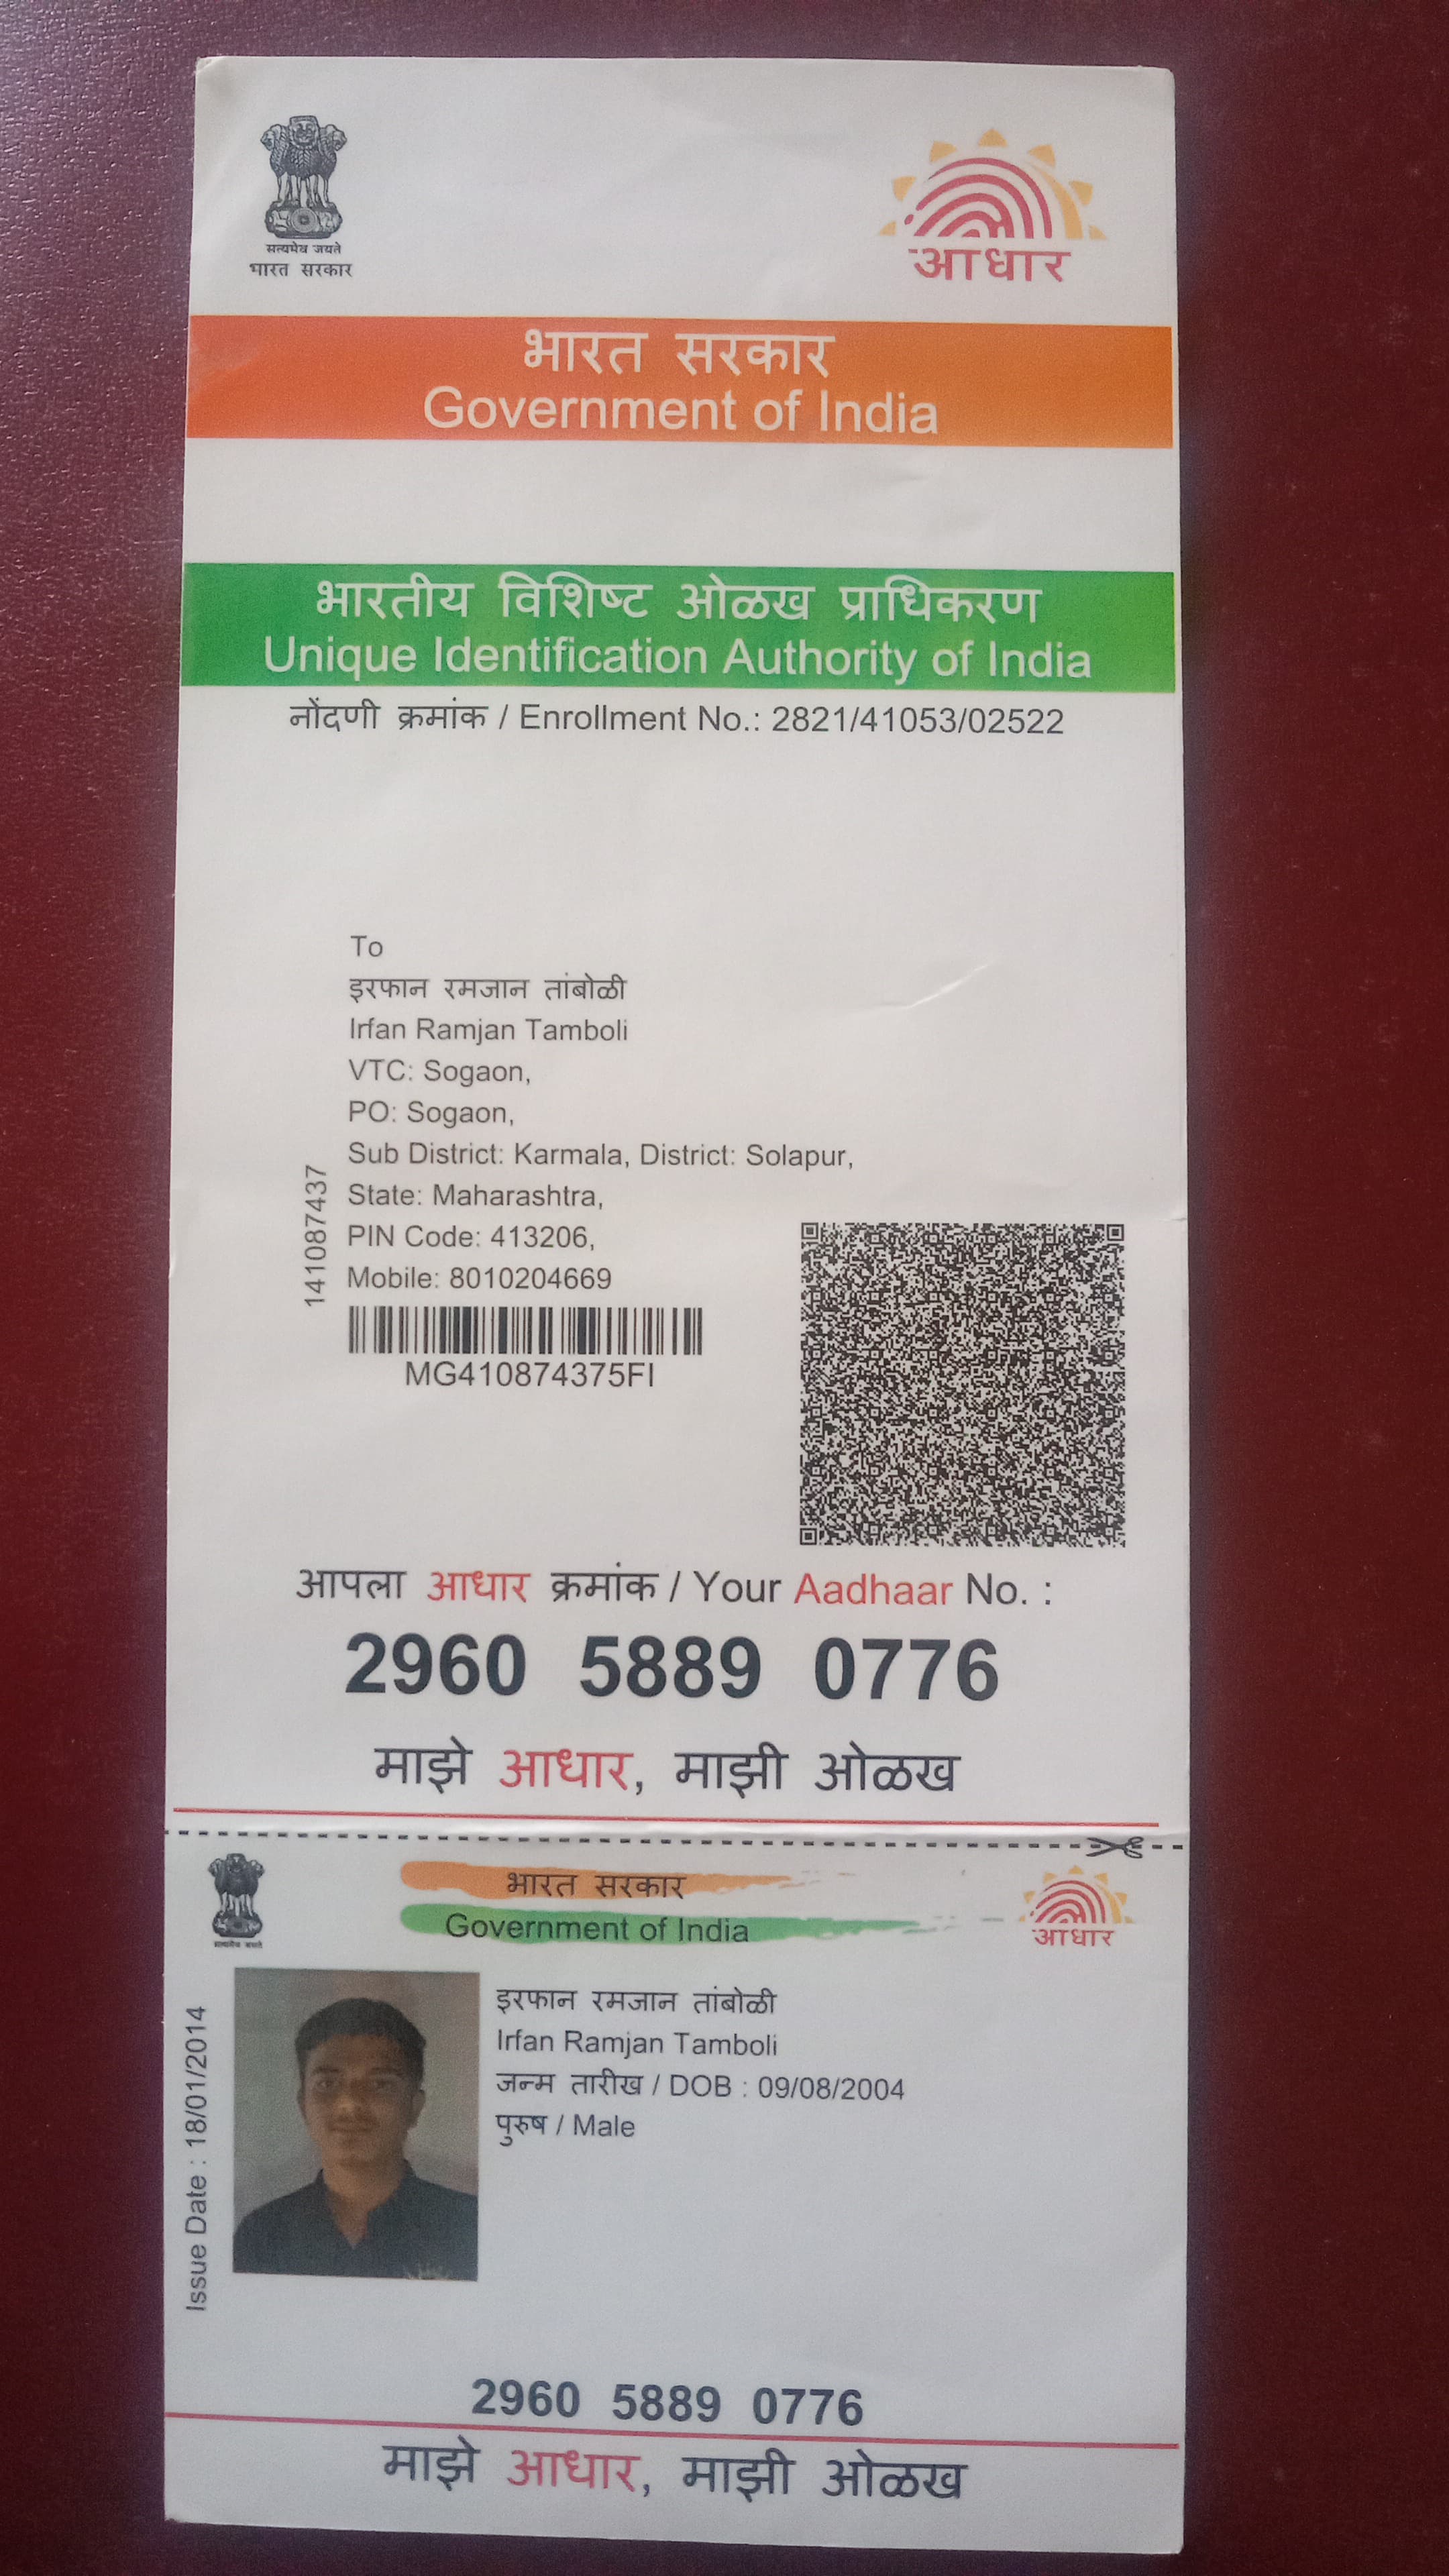 सत्यमेव जयते
भारत सरकार
आधार
भारत सरकार
Government of India
भारतीय विशिष्ट ओळख प्राधिकरण
Unique Identification Authority of India
नोंदणी क्रमांक / Enrollment No.: 2821/41053/02522
To
इरफान रमजान तांबोळी
Irfan Ramjan Tamboli
VTC: Sogaon,
PO: Sogaon,
Sub District: Karmala, District: Solapur,
State: Maharashtra,
PIN Code: 413206,
Mobile: 8010204669
141087437
MG410874375FI
आपला आधार क्रमांक / Your Aadhaar No. :
2960 5889 0776
माझे आधार, माझी ओळख
सत्यमेव जयते
भारत सरकार
Government of India
आधार
Issue Date : 18/01/2014
इरफान रमजान तांबोळी
Irfan Ramjan Tamboli
जन्म तारीख / DOB : 09/08/2004
पुरुष / Male
2960 5889 0776
माझे आधार, माझी ओळख